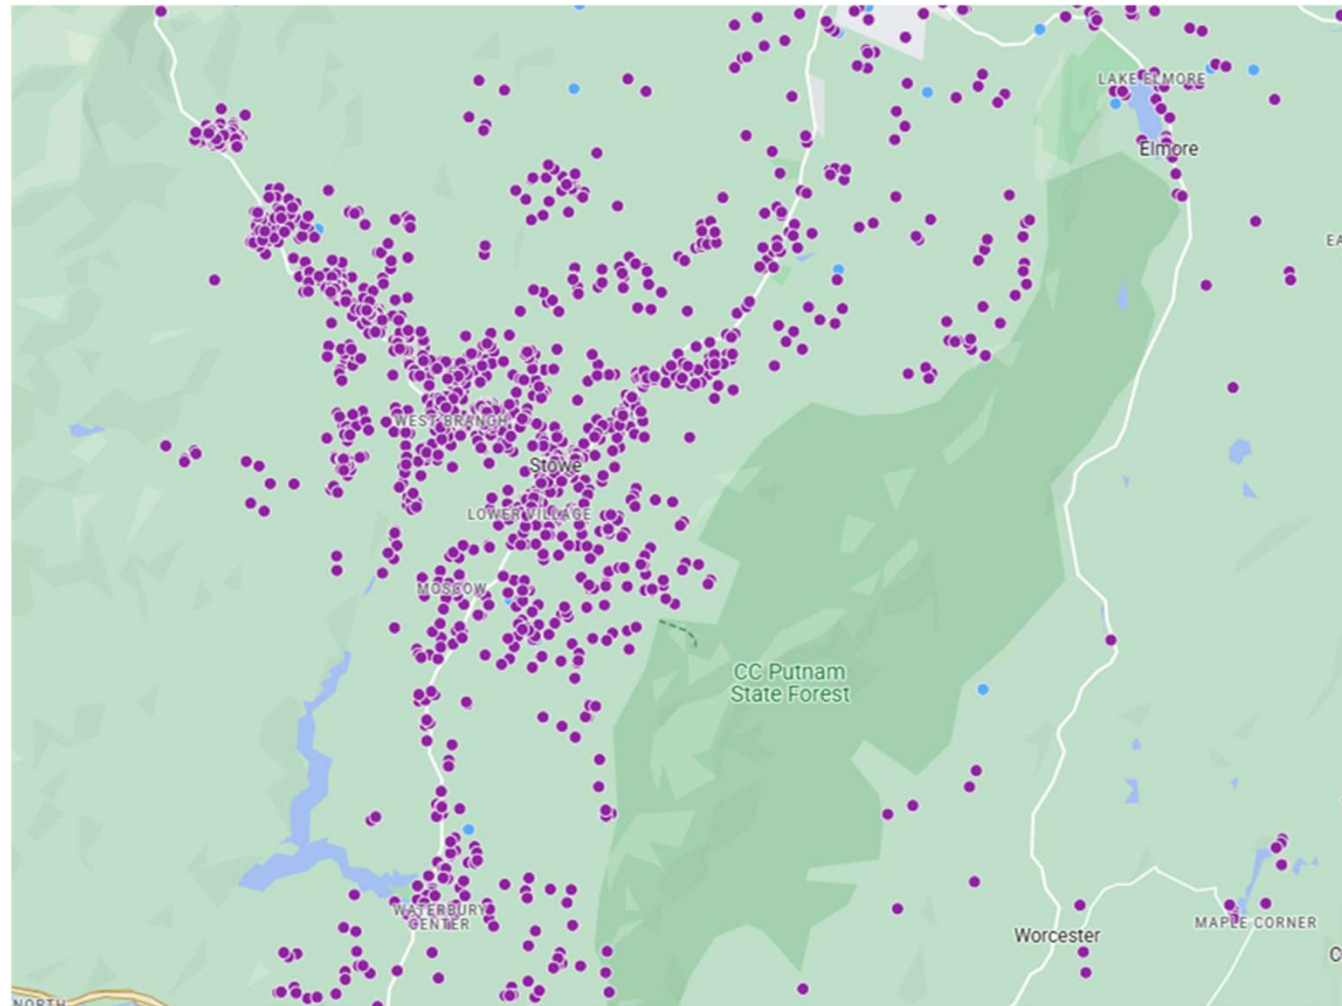 LAKE ELMORE
Elmore
EA
WEST BRANCH
Stowe
LOWER VILLAGE
MOSCOW
CC Putnam
State Forest
WATERBURY
CENTER
MAPLE CORNER
Worcester
C
NORTH